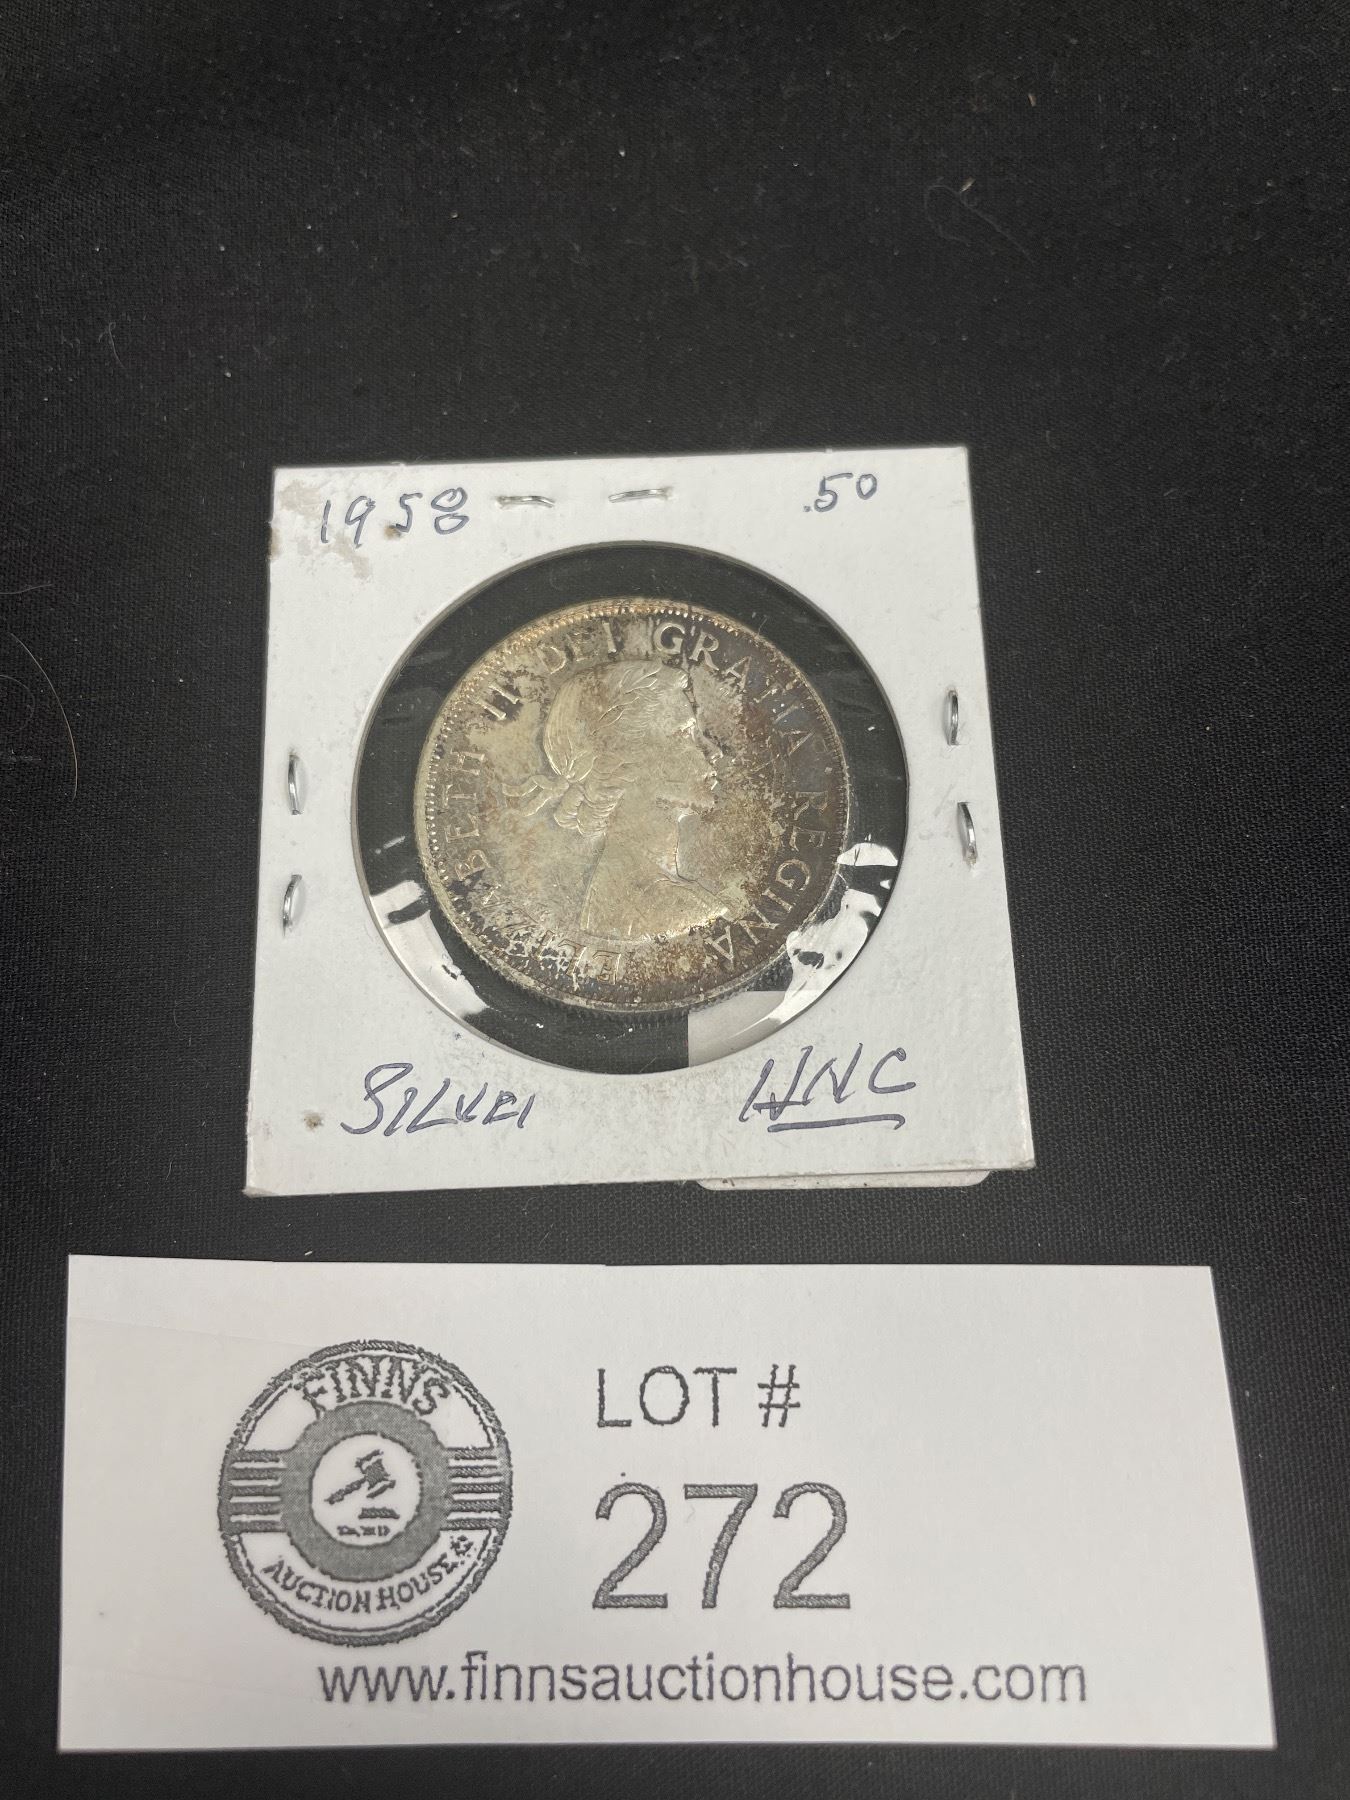 1958 .50
ELIZABETH II DEI GRATIA REGINA
SILVER UNC
FINNS
AUCTION HOUSE
LOT #
272
www.finnsauctionhouse.com